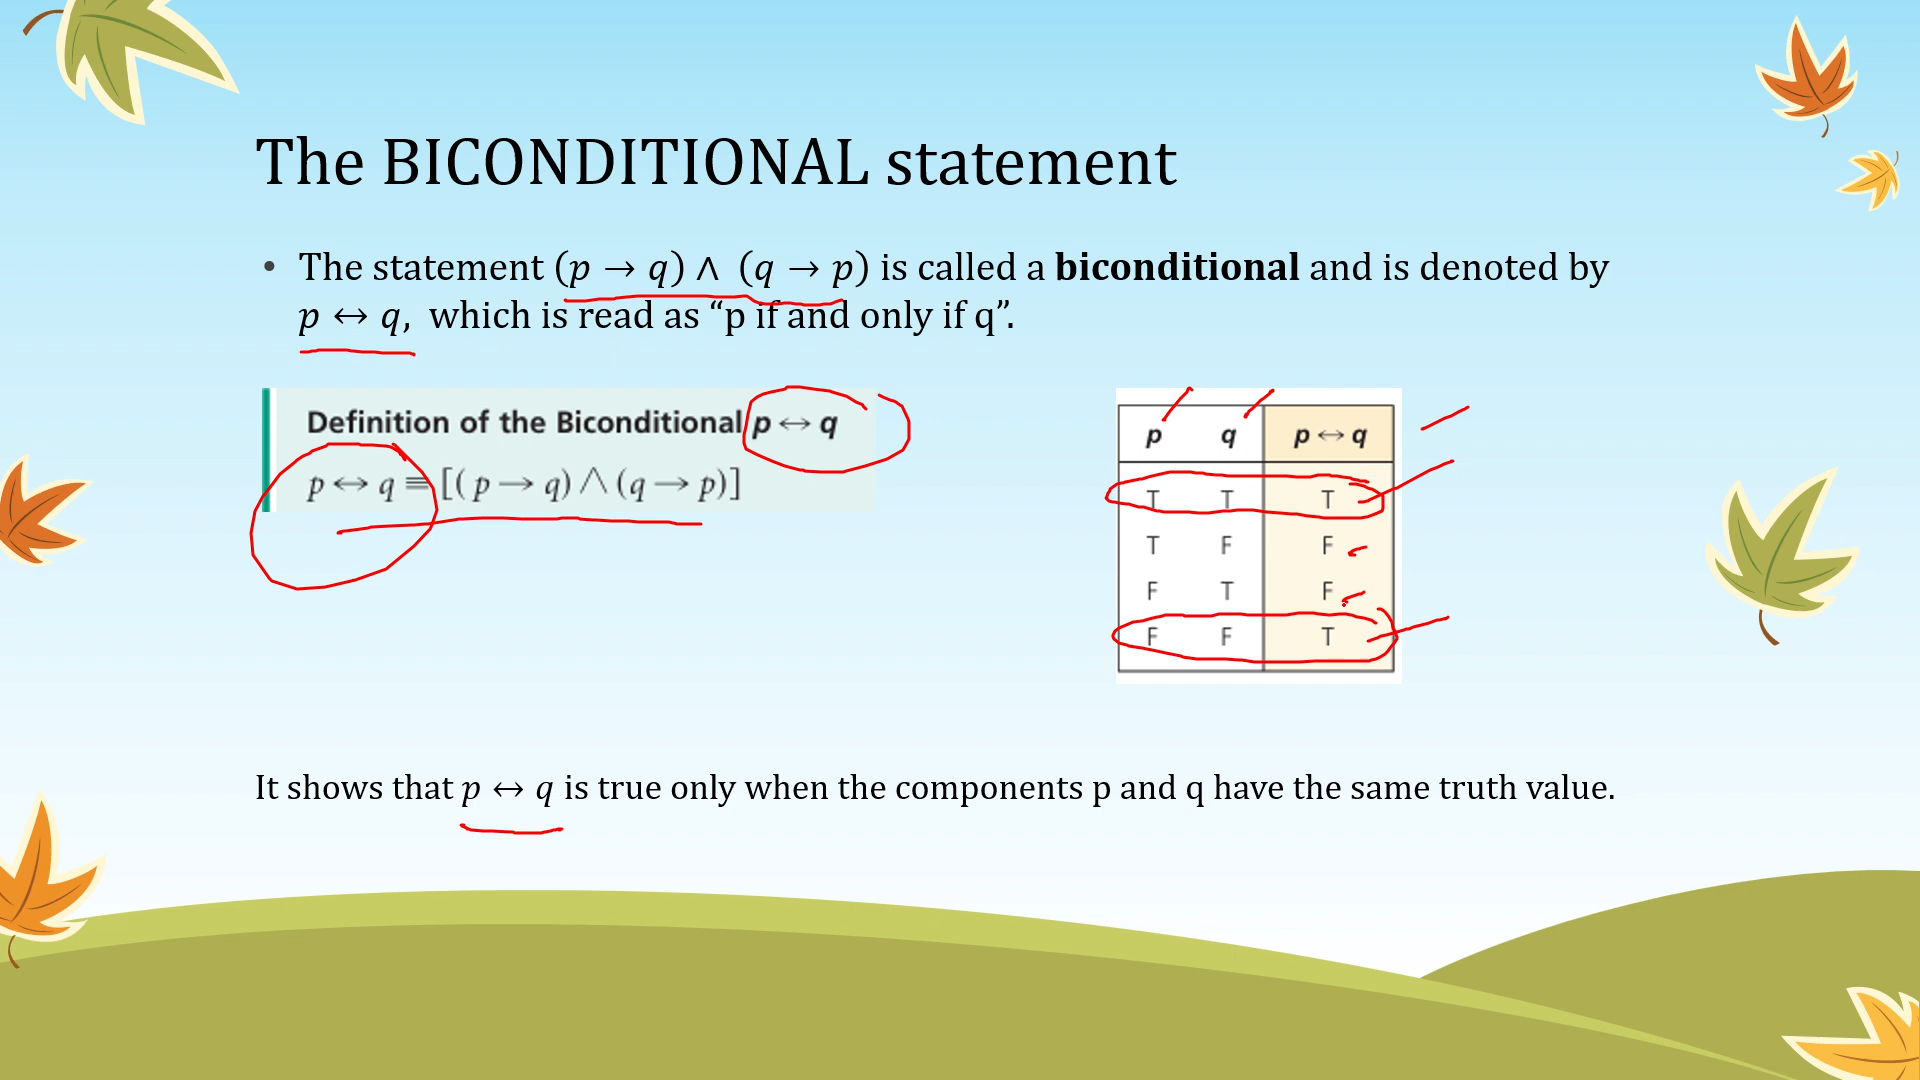 The BICONDITIONAL statement
• The statement (p → q) ∧ (q → p) is called a biconditional and is denoted by
p ↔ q, which is read as “p if and only if q”.
Definition of the Biconditional p ↔ q
p ↔ q ≡ [(p → q) ∧ (q → p)]
p q p ↔ q
T T T
T F F
F T F
F F T
It shows that p ↔ q is true only when the components p and q have the same truth value.